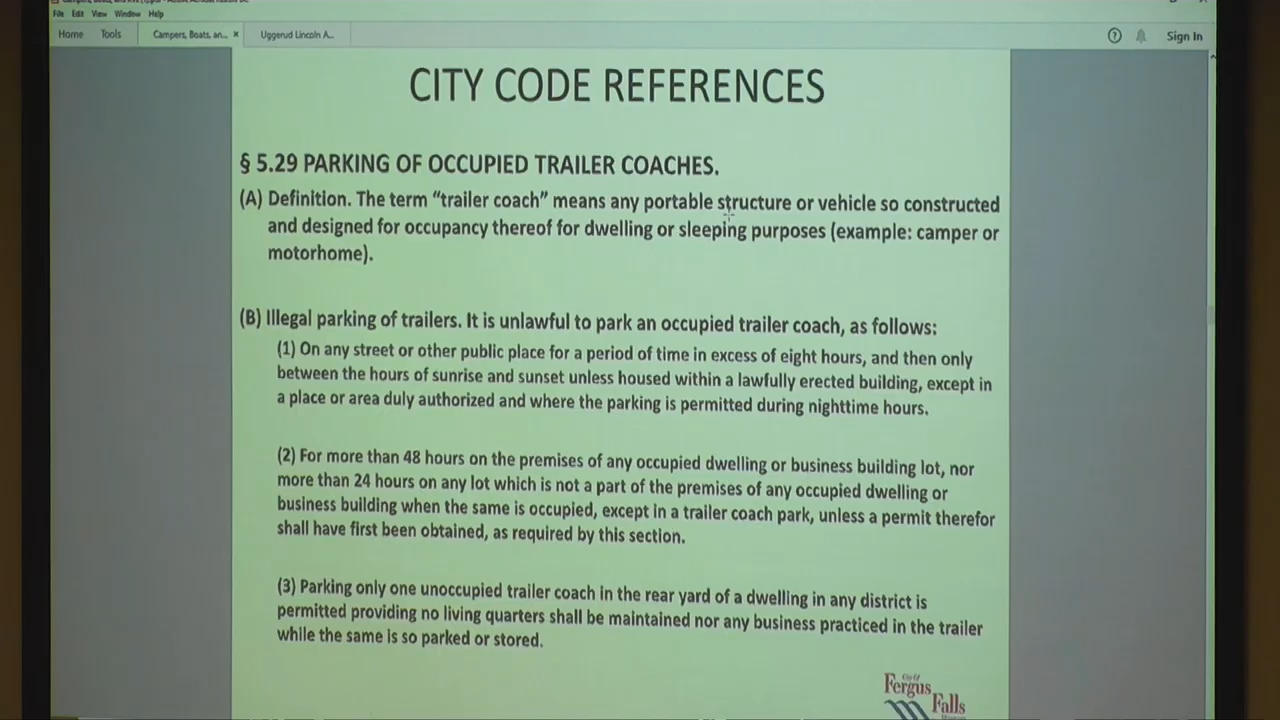 File Edit View Window Help
Home Tools Campers, Boats, an... × Uggerud Lincoln A... ? Sign In
CITY CODE REFERENCES
§ 5.29 PARKING OF OCCUPIED TRAILER COACHES.
(A) Definition. The term “trailer coach” means any portable structure or vehicle so constructed
and designed for occupancy thereof for dwelling or sleeping purposes (example: camper or
motorhome).
(B) Illegal parking of trailers. It is unlawful to park an occupied trailer coach, as follows:
(1) On any street or other public place for a period of time in excess of eight hours, and then only
between the hours of sunrise and sunset unless housed within a lawfully erected building, except in
a place or area duly authorized and where the parking is permitted during nighttime hours.
(2) For more than 48 hours on the premises of any occupied dwelling or business building lot, nor
more than 24 hours on any lot which is not a part of the premises of any occupied dwelling or
business building when the same is occupied, except in a trailer coach park, unless a permit therefor
shall have first been obtained, as required by this section.
(3) Parking only one unoccupied trailer coach in the rear yard of a dwelling in any district is
permitted providing no living quarters shall be maintained nor any business practiced in the trailer
while the same is so parked or stored.
City of
Fergus
Falls